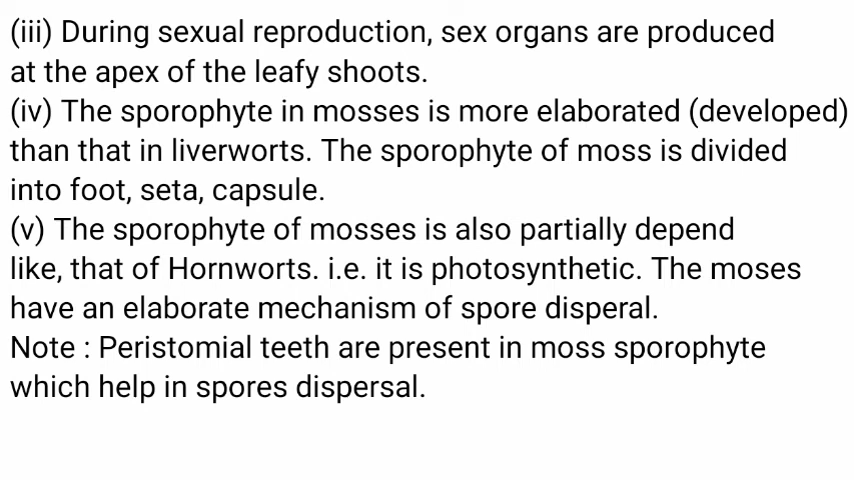 (iii) During sexual reproduction, sex organs are produced
at the apex of the leafy shoots.
(iv) The sporophyte in mosses is more elaborated (developed)
than that in liverworts. The sporophyte of moss is divided
into foot, seta, capsule.
(v) The sporophyte of mosses is also partially depend
like, that of Hornworts. i.e. it is photosynthetic. The moses
have an elaborate mechanism of spore disperal.
Note : Peristomial teeth are present in moss sporophyte
which help in spores dispersal.